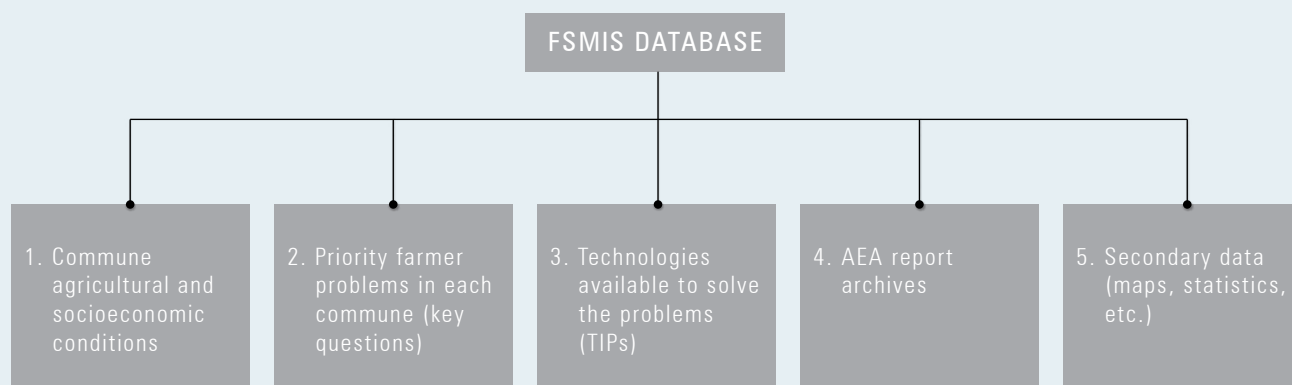 FSMIS DATABASE
1. Commune
agricultural and
socioeconomic
conditions
2. Priority farmer
problems in each
commune (key
questions)
3. Technologies
available to solve
the problems
(TIPs)
4. AEA report
archives
5. Secondary data
(maps, statistics,
etc.)